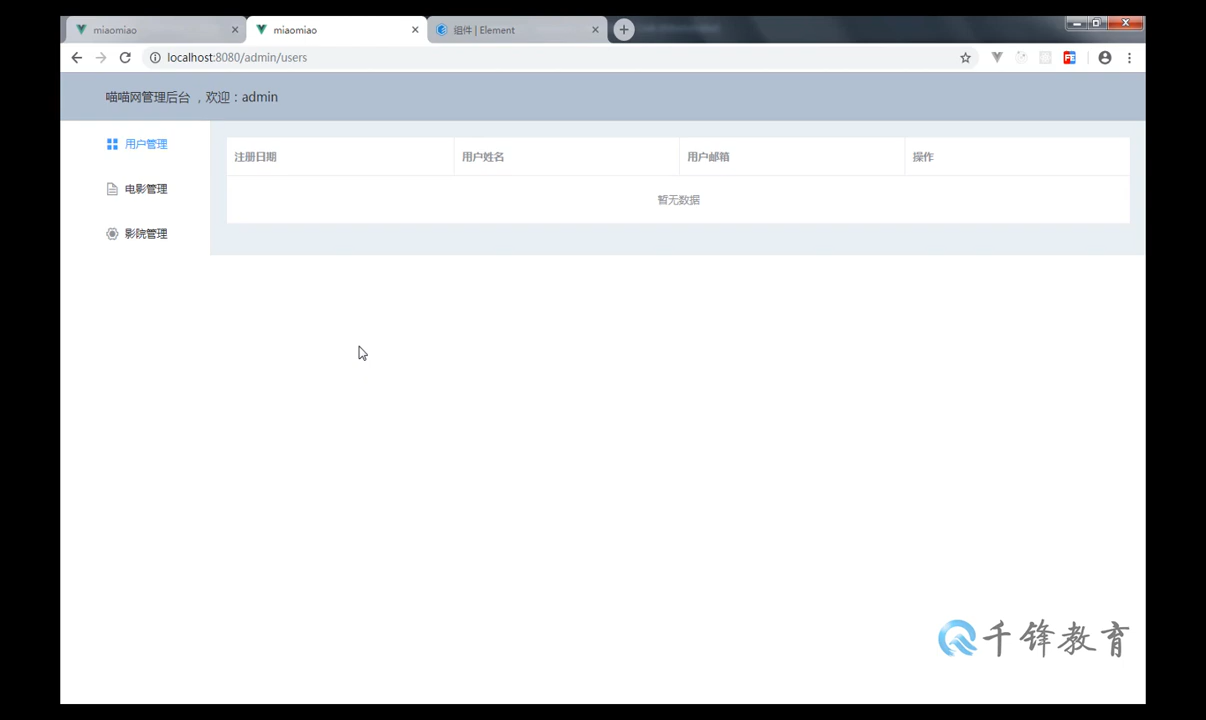 miaomiao
miaomiao
组件 | Element
localhost:8080/admin/users
喵喵网管理后台 ，欢迎：admin
用户管理
电影管理
影院管理
注册日期 用户姓名 用户邮箱 操作
暂无数据
千锋教育